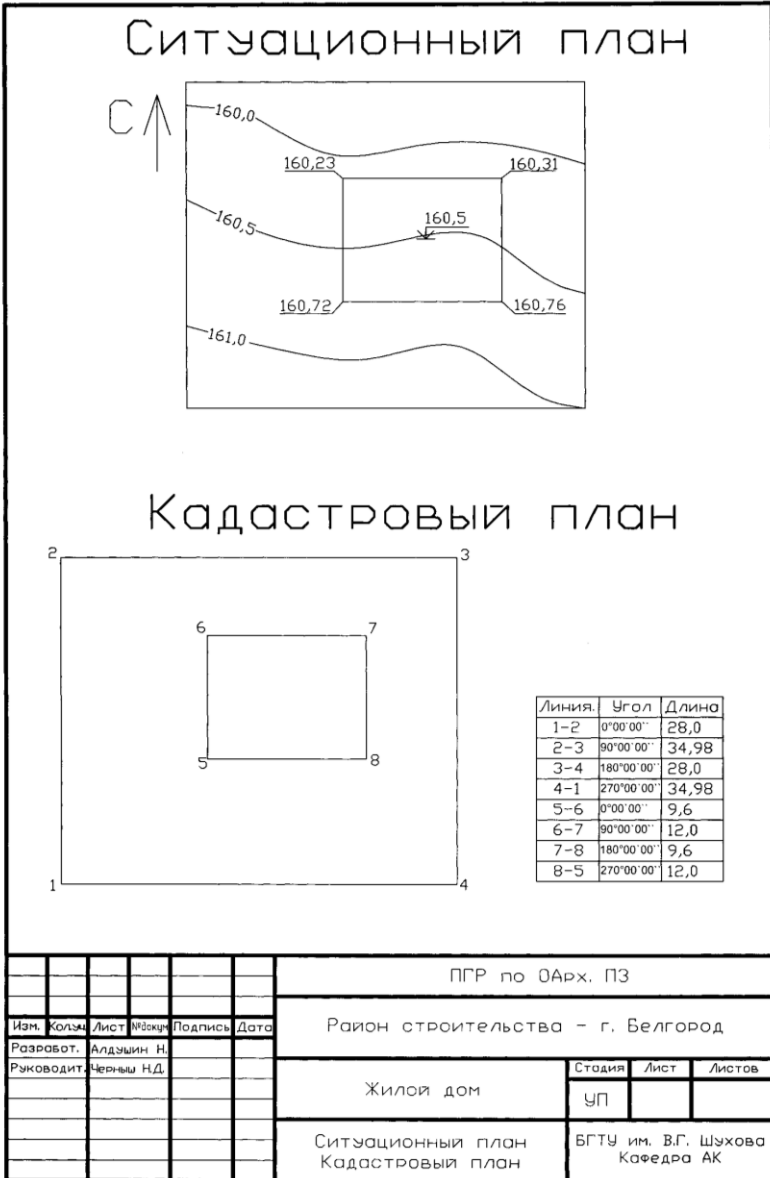 Ситуационный план
С
160,0
160,23
160,31
160,5
160,5
160,72
160,76
161,0
Кадастровый план
2
3
6
7
5
8
1
4
Линия. Угол Длина
1-2 0°00'00'' 28,0
2-3 90°00'00'' 34,98
3-4 180°00'00'' 28,0
4-1 270°00'00'' 34,98
5-6 0°00'00'' 9,6
6-7 90°00'00'' 12,0
7-8 180°00'00'' 9,6
8-5 270°00'00'' 12,0
ПГР по ОАрх. ПЗ
Изм. Колуч Лист №докум Подпись Дата
Район строительства - г. Белгород
Разработ. Алдушин Н.
Руководит. Черныш Н.Д.
Жилой дом
Стадия Лист Листов
УП
Ситуационный план
Кадастровый план
БГТУ им. В.Г. Шухова
Кафедра АК